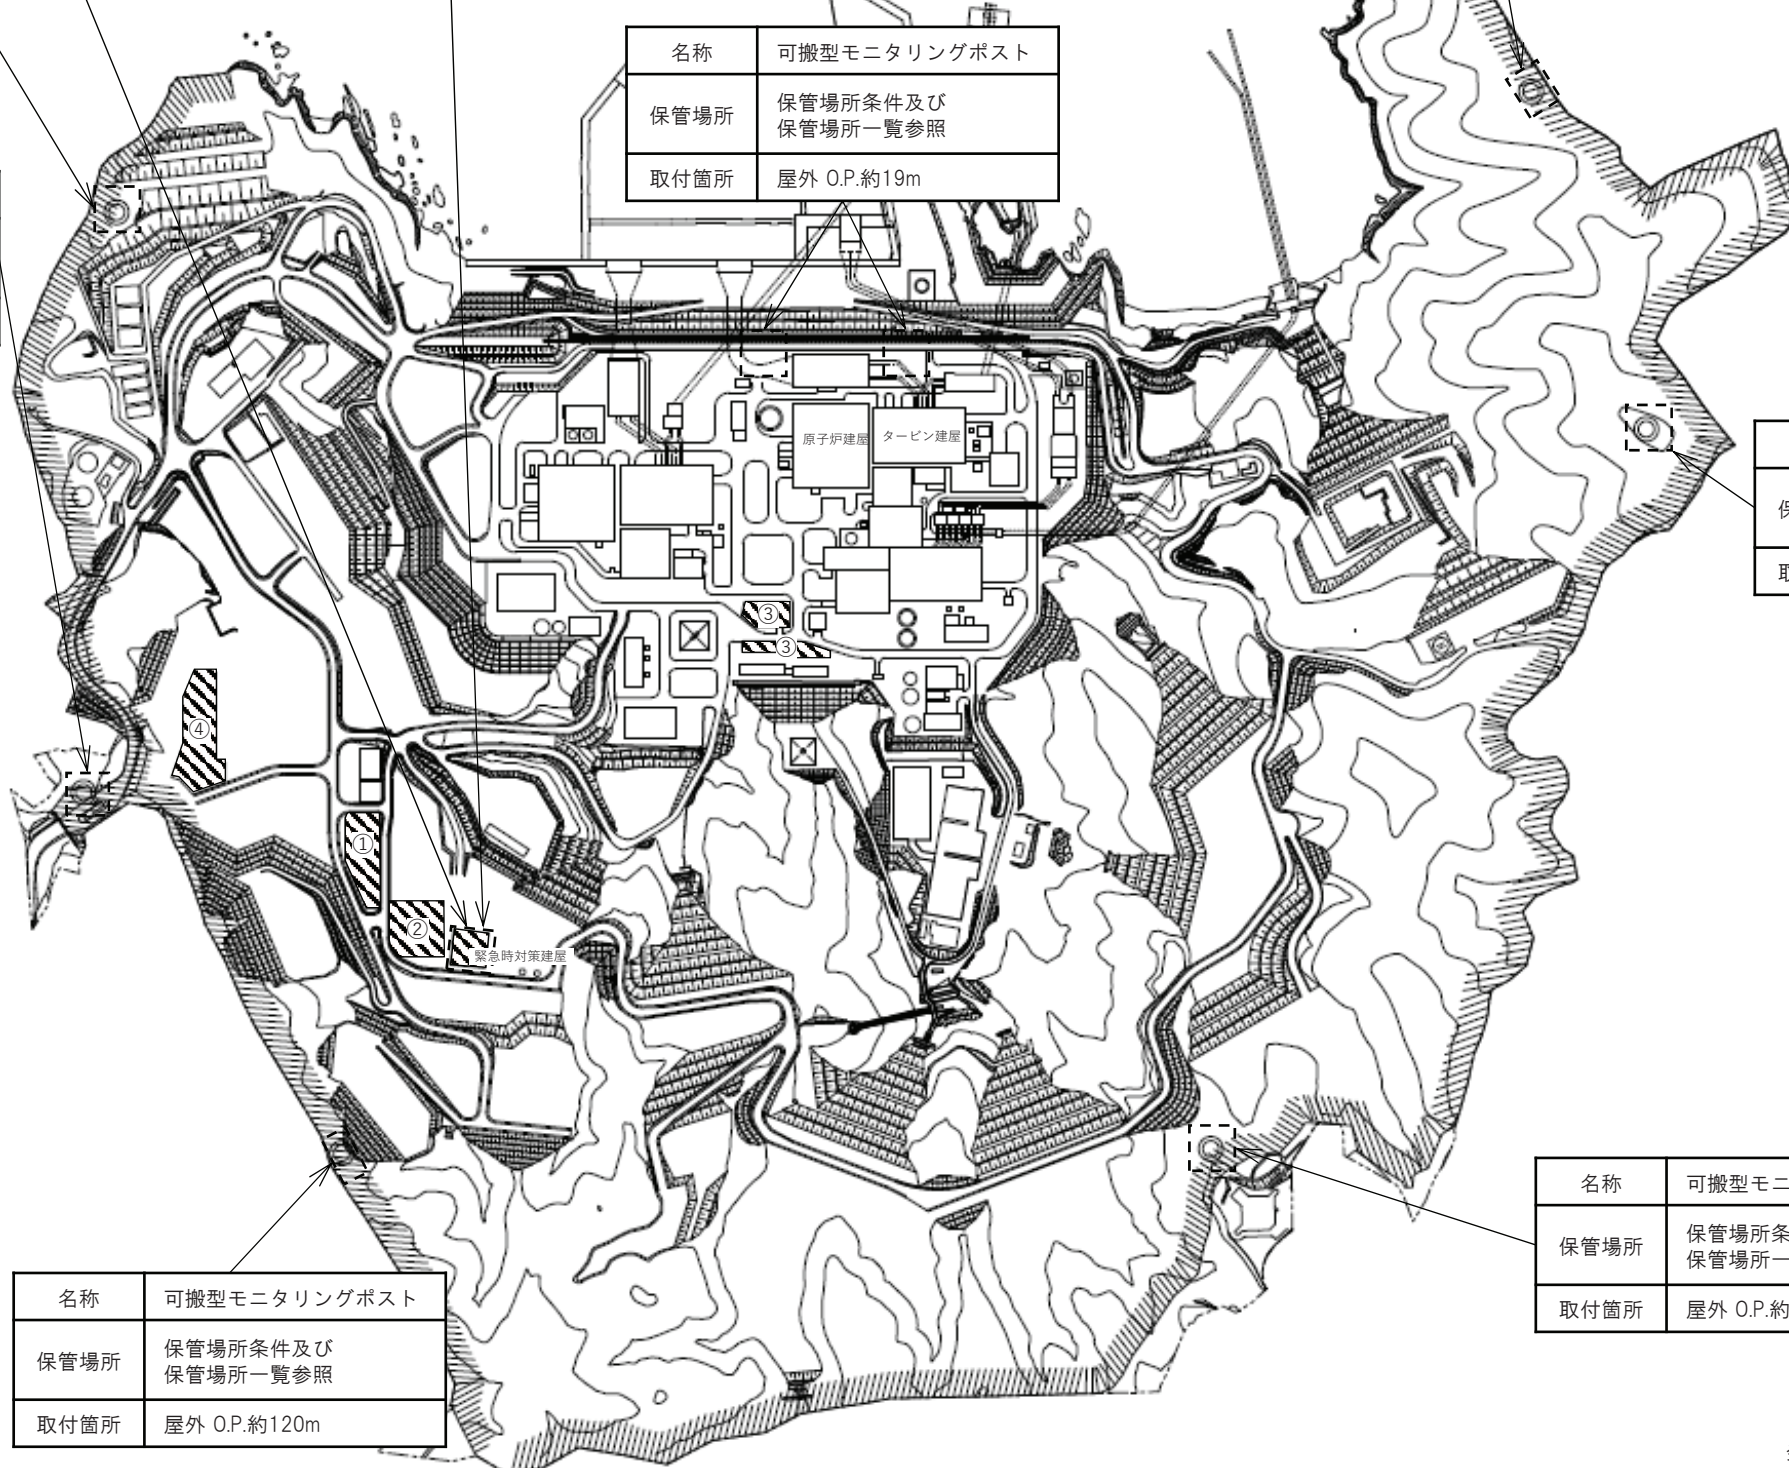 名称 可搬型モニタリングポスト
保管場所 保管場所条件及び
保管場所一覧参照
取付箇所 屋外 O.P.約19m
原子炉建屋
タービン建屋
③
③
④
①
②
緊急時対策建屋
名称 可搬型モニタリングポスト
保管場所 保管場所条件及び
保管場所一覧参照
取付箇所 屋外 O.P.約120m
名称 可搬型モニ
保管場所 保管場所条
保管場所一
取付箇所 屋外 O.P.約